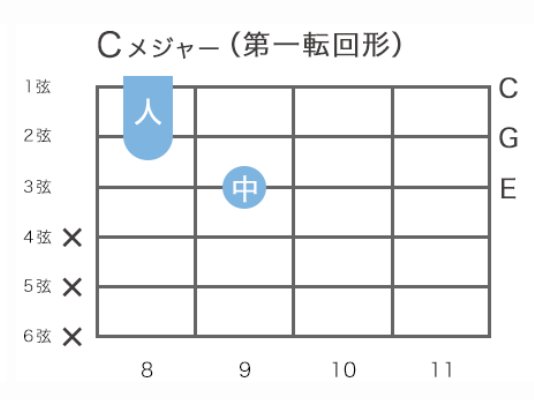 Cメジャー（第一転回形）
1弦 人 C
2弦 G
3弦 中 E
4弦 ×
5弦 ×
6弦 ×
8 9 10 11